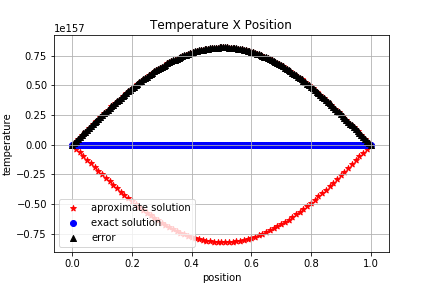 Temperature X Position
1e157
0.75
0.50
0.25
0.00
−0.25
−0.50
−0.75
temperature
aproximate solution
exact solution
error
0.0 0.2 0.4 0.6 0.8 1.0
position